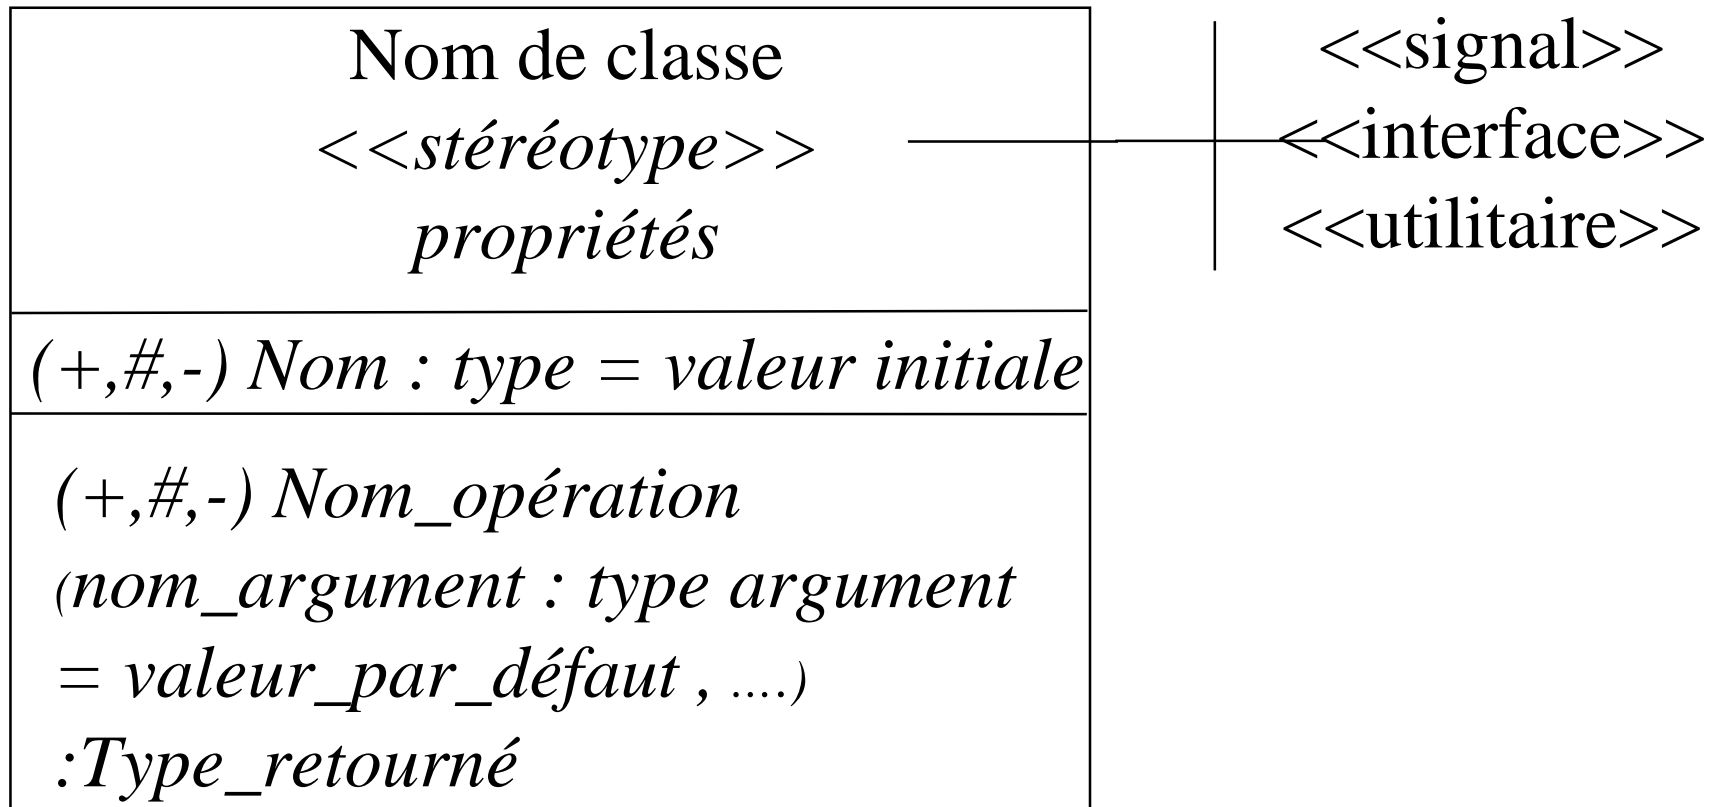 Nom de classe
<<stéréotype>>
propriétés
(+,#,-) Nom : type = valeur initiale
(+,#,-) Nom_opération
(nom_argument : type argument
= valeur_par_défaut , ....)
:Type_retourné
<<signal>>
<<interface>>
<<utilitaire>>